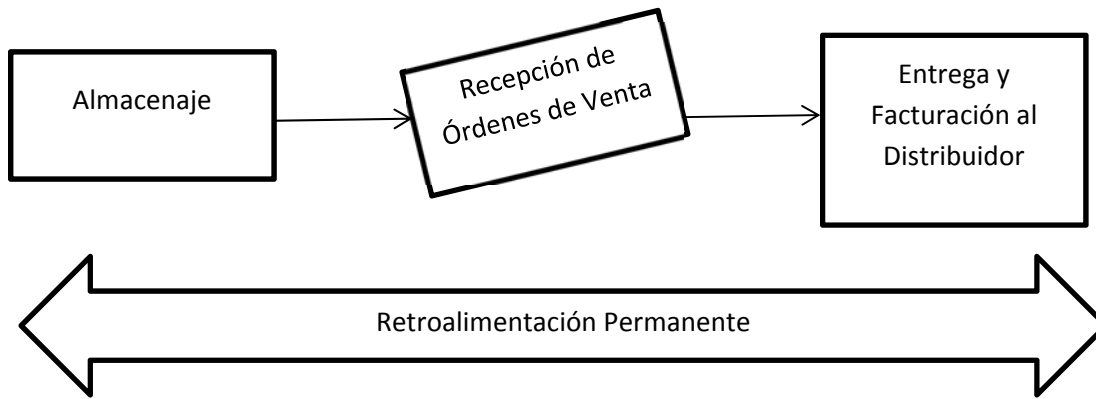 Almacenaje
Recepción de
Órdenes de Venta
Entrega y
Facturación al
Distribuidor
Retroalimentación Permanente